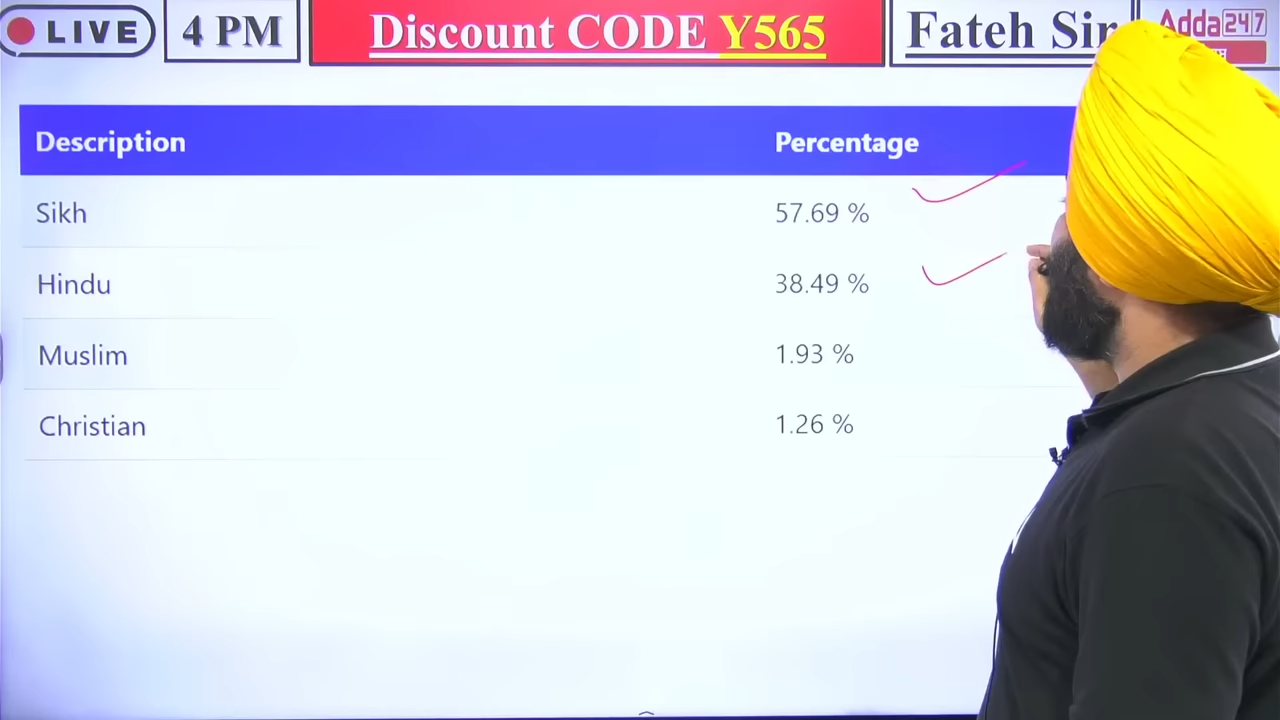 LIVE
4 PM
Discount CODE Y565
Fateh Sir
Adda247
Description Percentage
Sikh 57.69 %
Hindu 38.49 %
Muslim 1.93 %
Christian 1.26 %